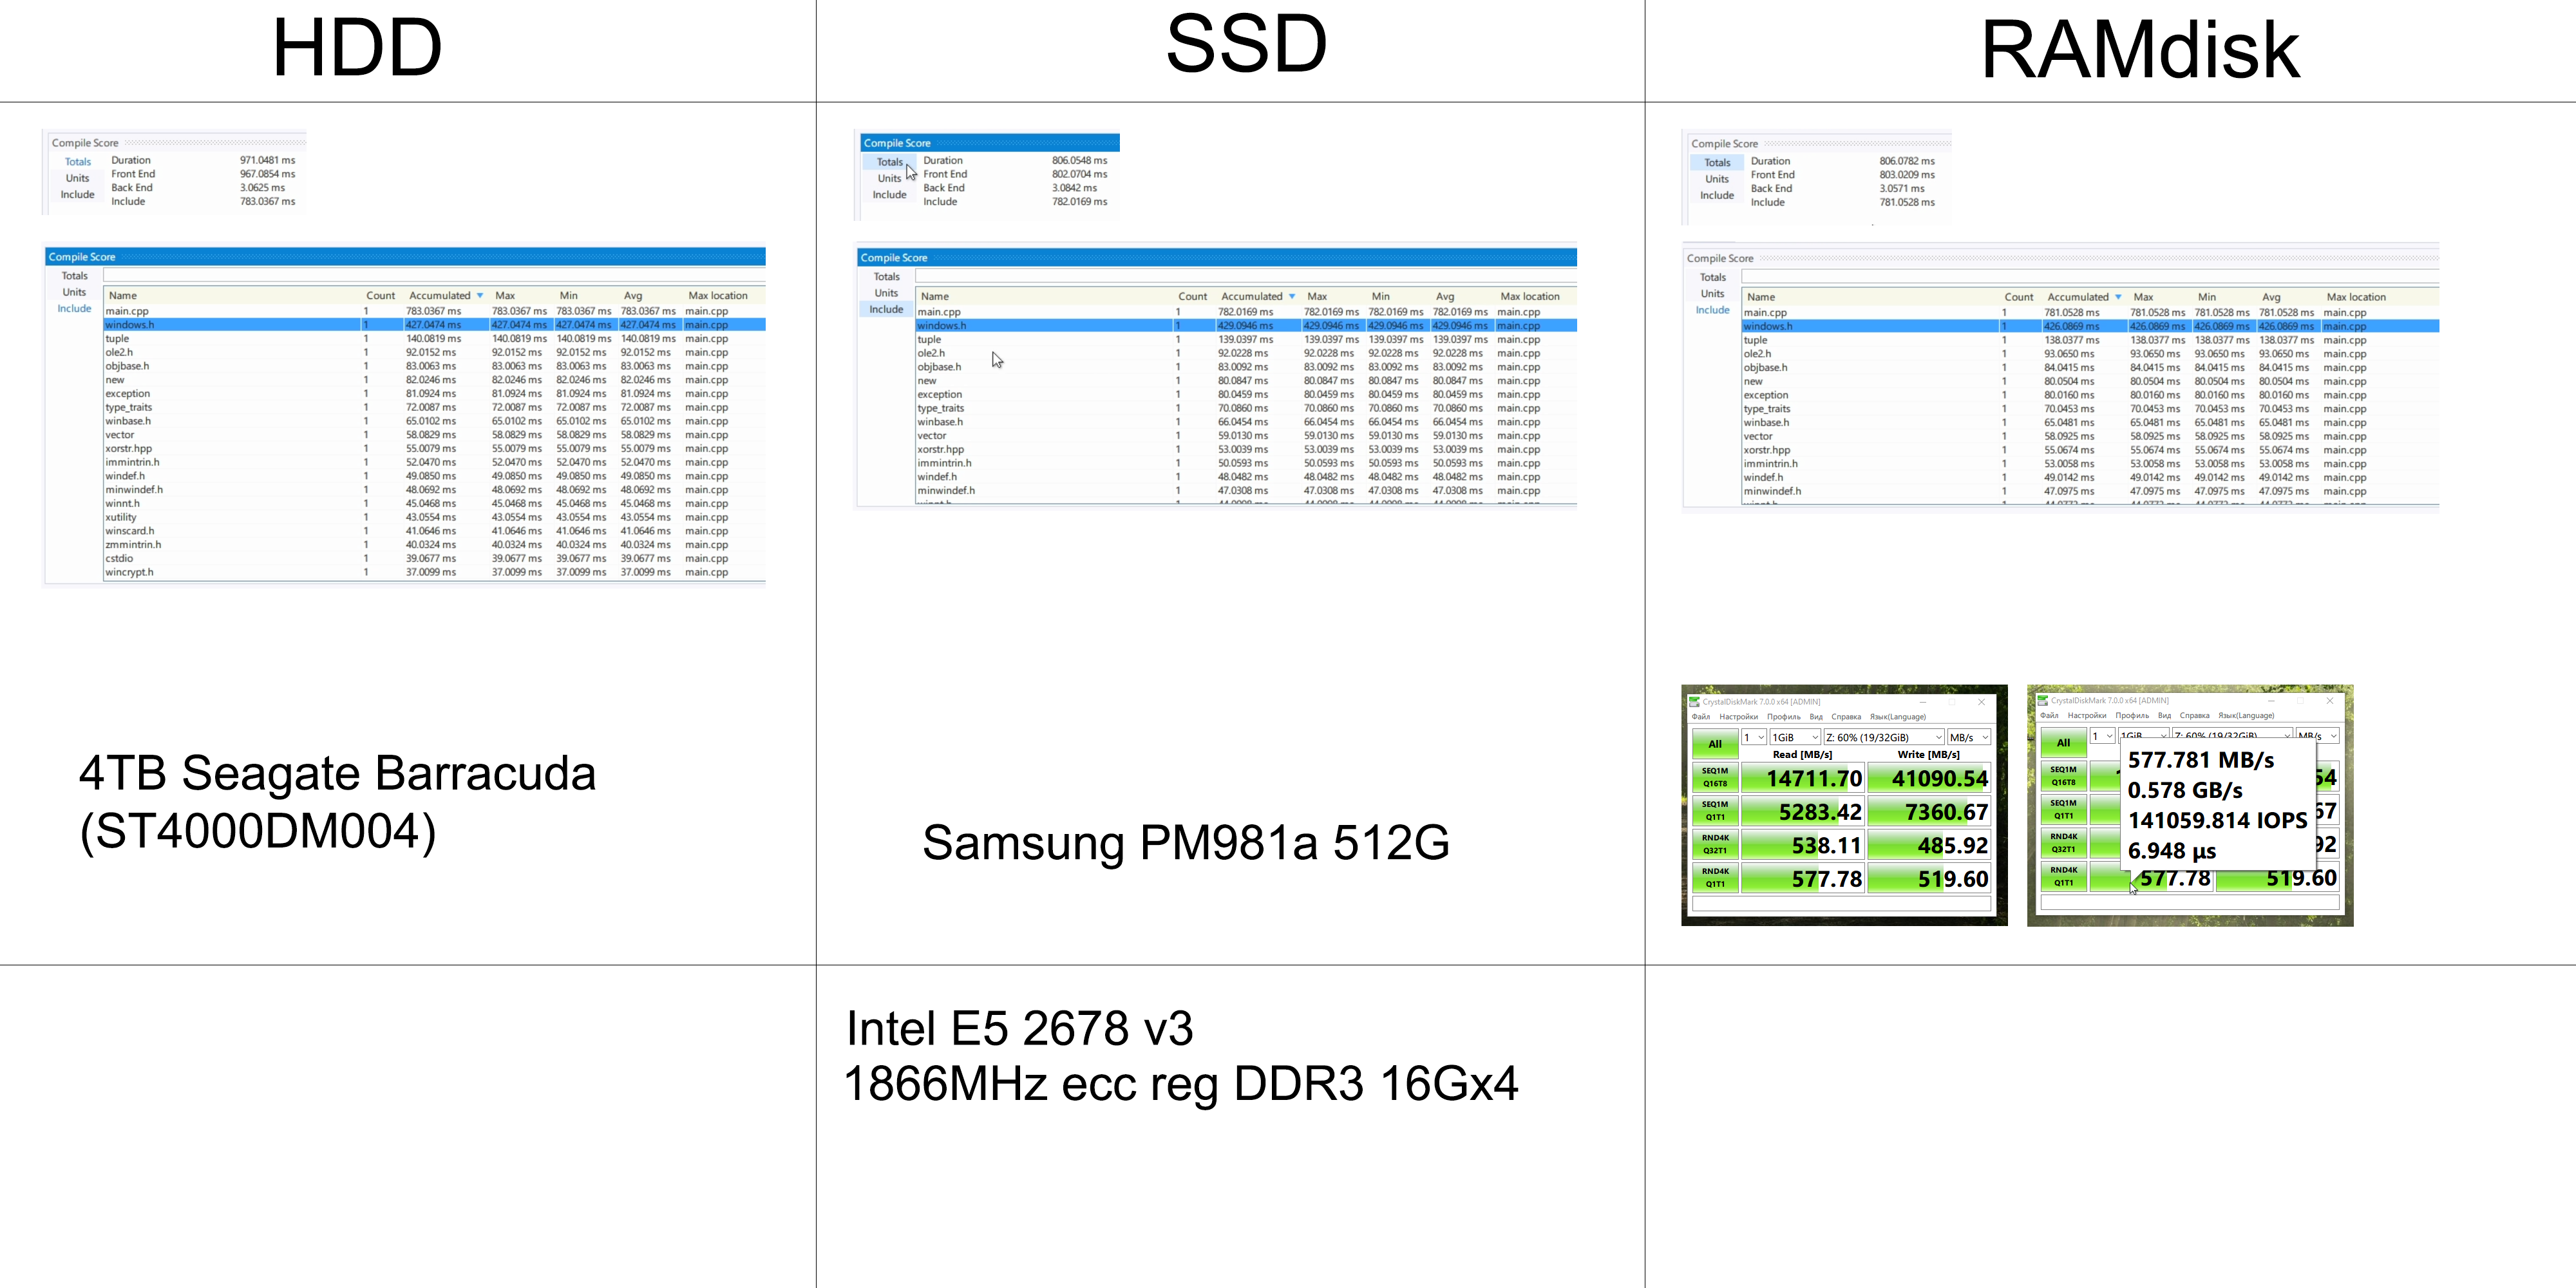 HDD
SSD
RAMdisk
Compile Score
Totals Duration 971.0481 ms
Units Front End 967.0854 ms
Back End 3.0625 ms
Include Include 783.0367 ms
Compile Score
Totals Duration 806.0548 ms
Units Front End 802.0704 ms
Back End 3.0842 ms
Include Include 782.0169 ms
Compile Score
Totals Duration 806.0782 ms
Units Front End 803.0209 ms
Back End 3.0571 ms
Include Include 781.0528 ms
Compile Score
Totals
Units
Include
Name Count Accumulated Max Min Avg Max location
main.cpp 1 783.0367 ms 783.0367 ms 783.0367 ms 783.0367 ms main.cpp
windows.h 1 427.0474 ms 427.0474 ms 427.0474 ms 427.0474 ms main.cpp
tuple 1 140.0819 ms 140.0819 ms 140.0819 ms 140.0819 ms main.cpp
ole2.h 1 92.0152 ms 92.0152 ms 92.0152 ms 92.0152 ms main.cpp
objbase.h 1 83.0063 ms 83.0063 ms 83.0063 ms 83.0063 ms main.cpp
new 1 82.0246 ms 82.0246 ms 82.0246 ms 82.0246 ms main.cpp
exception 1 81.0924 ms 81.0924 ms 81.0924 ms 81.0924 ms main.cpp
type_traits 1 72.0087 ms 72.0087 ms 72.0087 ms 72.0087 ms main.cpp
winbase.h 1 65.0102 ms 65.0102 ms 65.0102 ms 65.0102 ms main.cpp
vector 1 58.0829 ms 58.0829 ms 58.0829 ms 58.0829 ms main.cpp
xorstr.hpp 1 55.0079 ms 55.0079 ms 55.0079 ms 55.0079 ms main.cpp
immintrin.h 1 52.0470 ms 52.0470 ms 52.0470 ms 52.0470 ms main.cpp
windef.h 1 49.0850 ms 49.0850 ms 49.0850 ms 49.0850 ms main.cpp
minwindef.h 1 48.0692 ms 48.0692 ms 48.0692 ms 48.0692 ms main.cpp
winnt.h 1 45.0468 ms 45.0468 ms 45.0468 ms 45.0468 ms main.cpp
xutility 1 43.0554 ms 43.0554 ms 43.0554 ms 43.0554 ms main.cpp
winscard.h 1 41.0646 ms 41.0646 ms 41.0646 ms 41.0646 ms main.cpp
zmmintrin.h 1 40.0324 ms 40.0324 ms 40.0324 ms 40.0324 ms main.cpp
cstdio 1 39.0677 ms 39.0677 ms 39.0677 ms 39.0677 ms main.cpp
wincrypt.h 1 37.0099 ms 37.0099 ms 37.0099 ms 37.0099 ms main.cpp
Compile Score
Totals
Units
Include
Name Count Accumulated Max Min Avg Max location
main.cpp 1 782.0169 ms 782.0169 ms 782.0169 ms 782.0169 ms main.cpp
windows.h 1 429.0946 ms 429.0946 ms 429.0946 ms 429.0946 ms main.cpp
tuple 1 139.0397 ms 139.0397 ms 139.0397 ms 139.0397 ms main.cpp
ole2.h 1 92.0228 ms 92.0228 ms 92.0228 ms 92.0228 ms main.cpp
objbase.h 1 83.0092 ms 83.0092 ms 83.0092 ms 83.0092 ms main.cpp
new 1 80.0847 ms 80.0847 ms 80.0847 ms 80.0847 ms main.cpp
exception 1 80.0459 ms 80.0459 ms 80.0459 ms 80.0459 ms main.cpp
type_traits 1 70.0860 ms 70.0860 ms 70.0860 ms 70.0860 ms main.cpp
winbase.h 1 66.0454 ms 66.0454 ms 66.0454 ms 66.0454 ms main.cpp
vector 1 59.0130 ms 59.0130 ms 59.0130 ms 59.0130 ms main.cpp
xorstr.hpp 1 53.0039 ms 53.0039 ms 53.0039 ms 53.0039 ms main.cpp
immintrin.h 1 50.0593 ms 50.0593 ms 50.0593 ms 50.0593 ms main.cpp
windef.h 1 48.0482 ms 48.0482 ms 48.0482 ms 48.0482 ms main.cpp
minwindef.h 1 47.0308 ms 47.0308 ms 47.0308 ms 47.0308 ms main.cpp
Compile Score
Totals
Units
Include
Name Count Accumulated Max Min Avg Max location
main.cpp 1 781.0528 ms 781.0528 ms 781.0528 ms 781.0528 ms main.cpp
windows.h 1 426.0869 ms 426.0869 ms 426.0869 ms 426.0869 ms main.cpp
tuple 1 138.0377 ms 138.0377 ms 138.0377 ms 138.0377 ms main.cpp
ole2.h 1 93.0650 ms 93.0650 ms 93.0650 ms 93.0650 ms main.cpp
objbase.h 1 84.0415 ms 84.0415 ms 84.0415 ms 84.0415 ms main.cpp
new 1 80.0504 ms 80.0504 ms 80.0504 ms 80.0504 ms main.cpp
exception 1 80.0160 ms 80.0160 ms 80.0160 ms 80.0160 ms main.cpp
type_traits 1 70.0453 ms 70.0453 ms 70.0453 ms 70.0453 ms main.cpp
winbase.h 1 65.0481 ms 65.0481 ms 65.0481 ms 65.0481 ms main.cpp
vector 1 58.0925 ms 58.0925 ms 58.0925 ms 58.0925 ms main.cpp
xorstr.hpp 1 55.0674 ms 55.0674 ms 55.0674 ms 55.0674 ms main.cpp
immintrin.h 1 53.0058 ms 53.0058 ms 53.0058 ms 53.0058 ms main.cpp
windef.h 1 49.0142 ms 49.0142 ms 49.0142 ms 49.0142 ms main.cpp
minwindef.h 1 47.0975 ms 47.0975 ms 47.0975 ms 47.0975 ms main.cpp
4TB Seagate Barracuda
(ST4000DM004)
Samsung PM981a 512G
CrystalDiskMark 7.0.0 x64 [ADMIN]
Файл Настройки Профиль Вид Справка Язык(Language)
All 1 1GiB Z: 60% (19/32GiB) MB/s
Read [MB/s] Write [MB/s]
SEQ1M Q16T8 14711.70 41090.54
SEQ1M Q1T1 5283.42 7360.67
RND4K Q32T1 538.11 485.92
RND4K Q1T1 577.78 519.60
CrystalDiskMark 7.0.0 x64 [ADMIN]
Файл Настройки Профиль Вид Справка Язык(Language)
All 1 1GiB Z: 60% (19/32GiB) MB/s
577.781 MB/s
0.578 GB/s
141059.814 IOPS
6.948 µs
SEQ1M Q16T8 54
SEQ1M Q1T1 67
RND4K Q32T1 92
RND4K Q1T1 577.78 519.60
Intel E5 2678 v3
1866MHz ecc reg DDR3 16Gx4